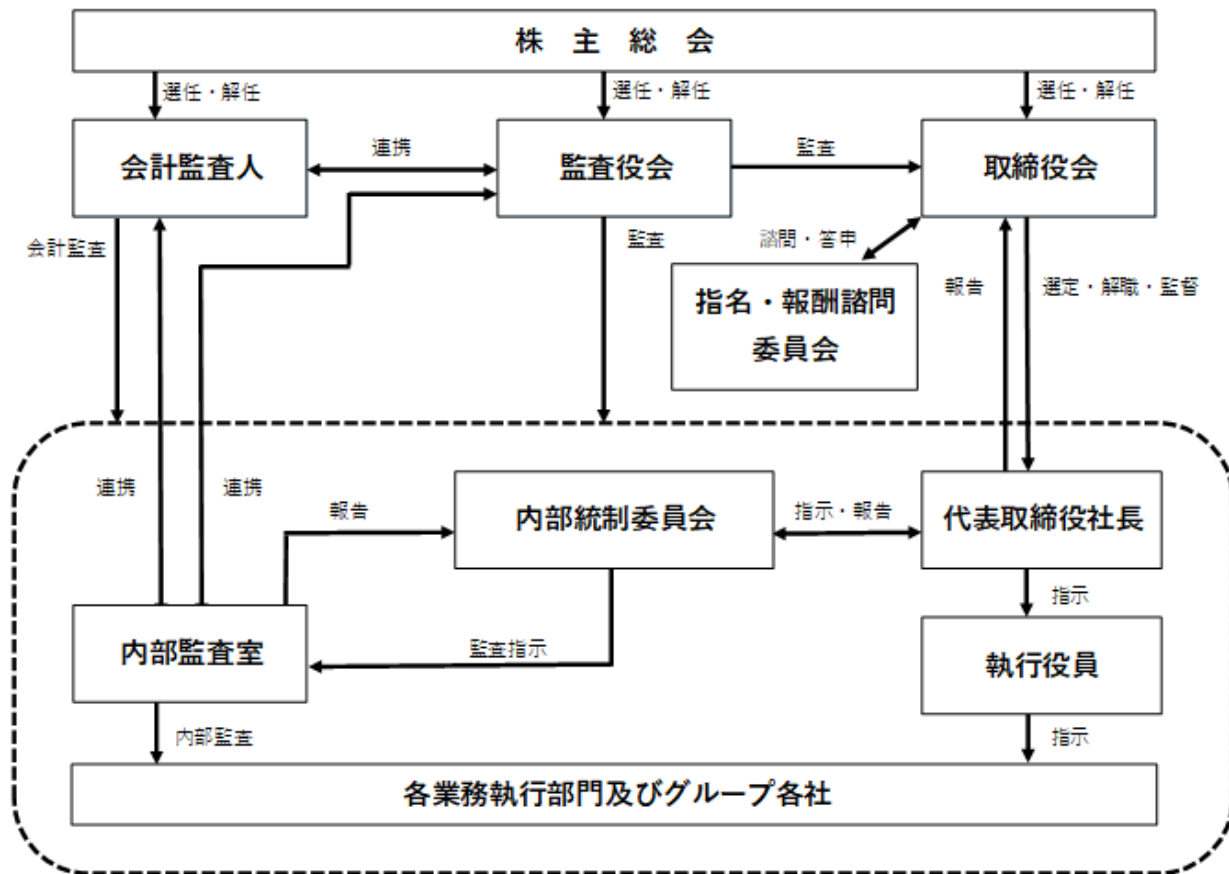 株 主 総 会
選任・解任
選任・解任
選任・解任
会計監査人
連携
監査役会
監査
取締役会
会計監査
監査
諮問・答申
指名・報酬諮問
委員会
報告
選定・解職・監督
連携
連携
報告
内部統制委員会
指示・報告
代表取締役社長
指示
内部監査室
監査指示
執行役員
内部監査
指示
各業務執行部門及びグループ各社